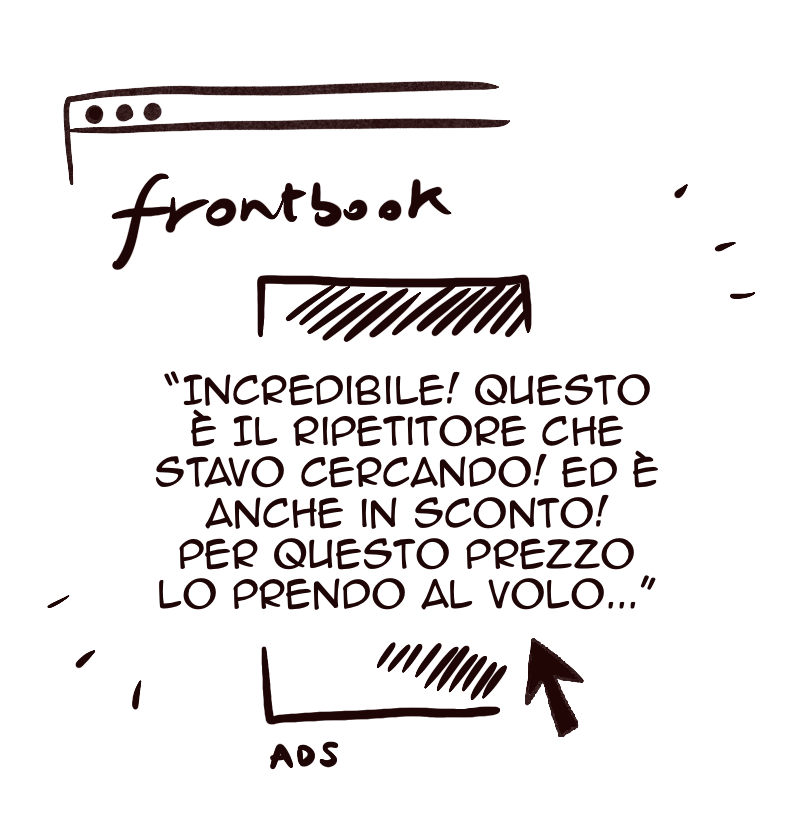 frontbook
“INCREDIBILE! QUESTO
È IL RIPETITORE CHE
STAVO CERCANDO! ED È
ANCHE IN SCONTO!
PER QUESTO PREZZO
LO PRENDO AL VOLO...”
ADS